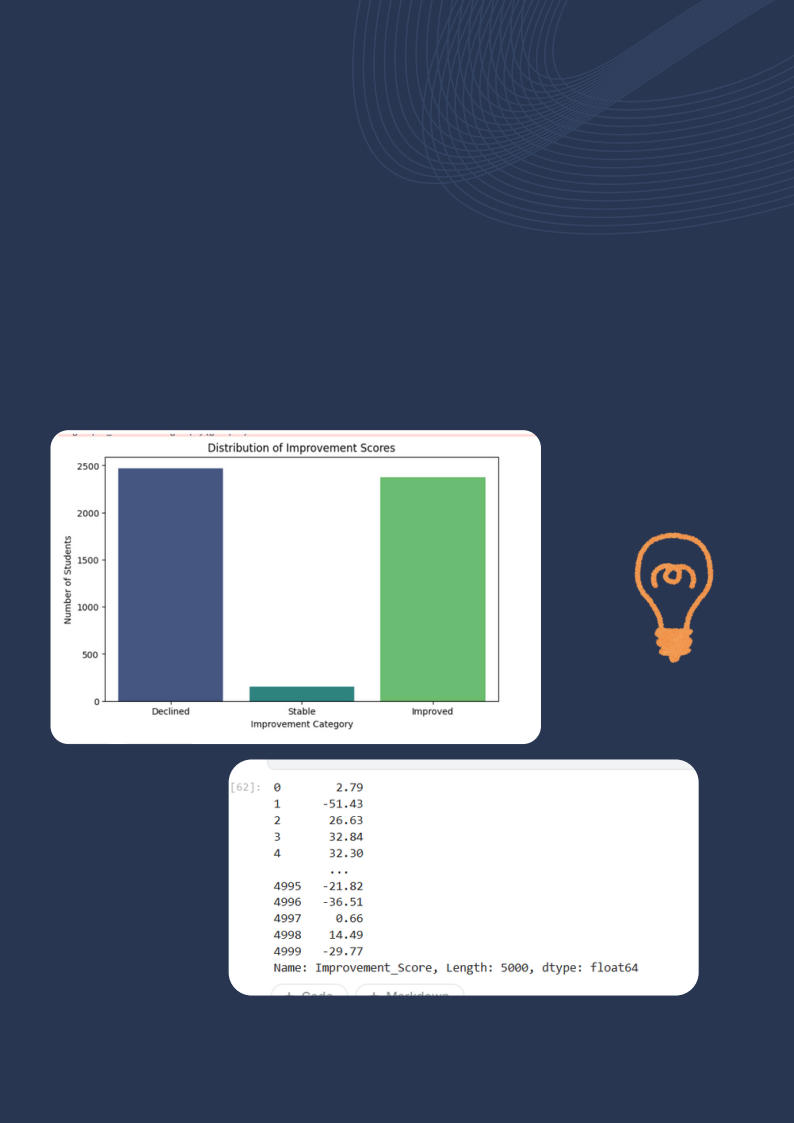 Distribution of Improvement Scores
2500
2000
1500
1000
500
0
Number of Students
Declined Stable Improved
Improvement Category
[62]: 0 2.79
1 -51.43
2 26.63
3 32.84
4 32.30
...
4995 -21.82
4996 -36.51
4997 0.66
4998 14.49
4999 -29.77
Name: Improvement_Score, Length: 5000, dtype: float64
+ Code + Markdown